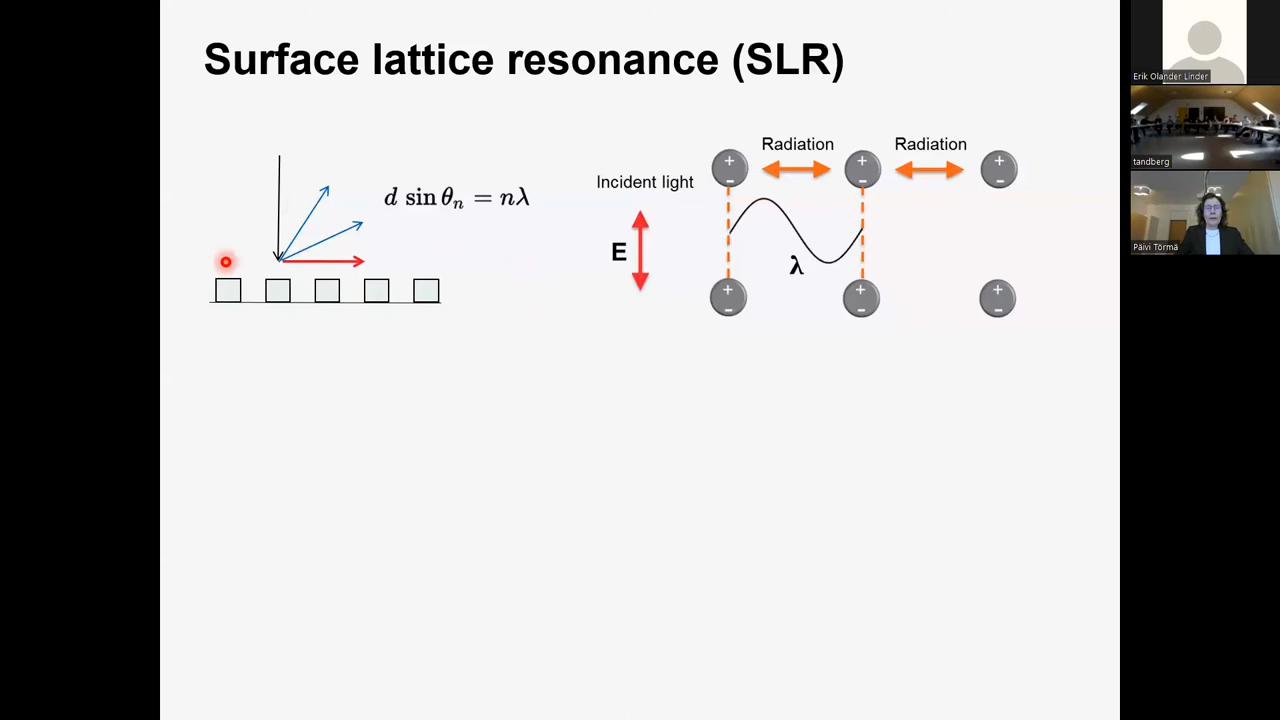 Surface lattice resonance (SLR)
d sin θₙ = nλ
Incident light
E
Radiation
Radiation
+ + +
- - -
λ
+ + +
- - -
Erik Olander Linder
tandberg
Päivi Törmä